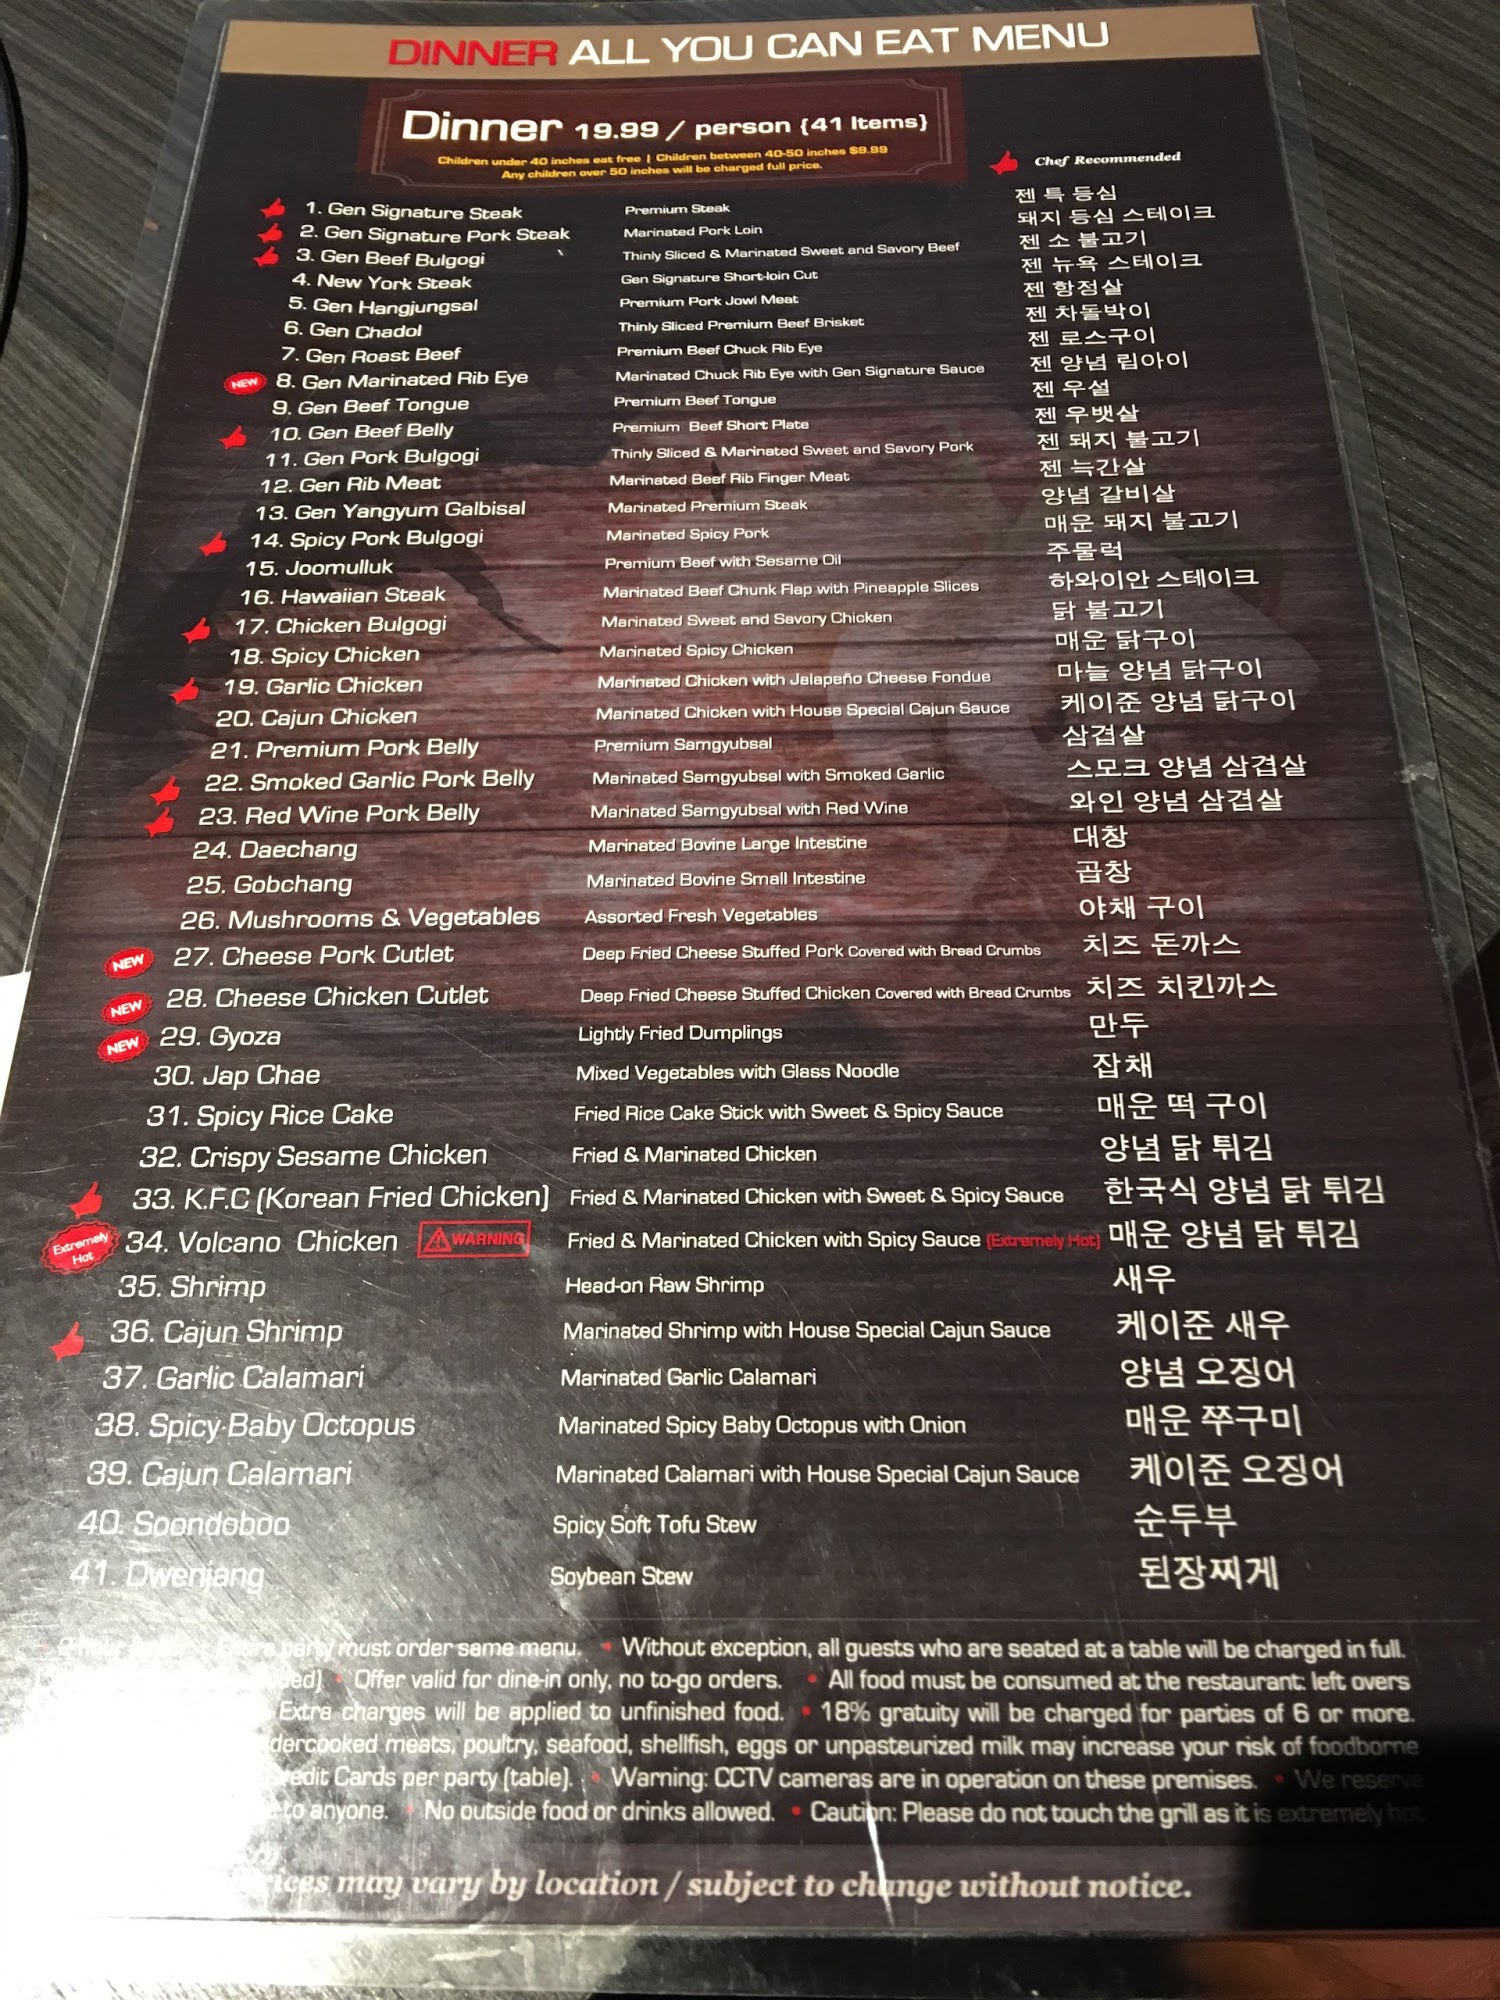 DINNER ALL YOU CAN EAT MENU
Dinner 19.99 / person {41 Items}
Children under 40 inches eat free | Children between 40-50 inches $9.99
Any children over 50 inches will be charged full price.
Chef Recommended
1. Gen Signature Steak Premium Steak 젠 특 등심
2. Gen Signature Pork Steak Marinated Pork Loin 돼지 등심 스테이크
3. Gen Beef Bulgogi Thinly Sliced & Marinated Sweet and Savory Beef 젠 소 불고기
4. New York Steak Gen Signature Short-loin Cut 젠 뉴욕 스테이크
5. Gen Hangjungsal Premium Pork Jowl Meat 젠 항정살
6. Gen Chadol Thinly Sliced Premium Beef Brisket 젠 차돌박이
7. Gen Roast Beef Premium Beef Chuck Rib Eye 젠 로스구이
NEW 8. Gen Marinated Rib Eye Marinated Chuck Rib Eye with Gen Signature Sauce 젠 양념 립아이
9. Gen Beef Tongue Premium Beef Tongue 젠 우설
10. Gen Beef Belly Premium Beef Short Plate 젠 우뱃살
11. Gen Pork Bulgogi Thinly Sliced & Marinated Sweet and Savory Pork 젠 돼지 불고기
12. Gen Rib Meat Marinated Beef Rib Finger Meat 젠 늑간살
13. Gen Yangyum Galbisal Marinated Premium Steak 양념 갈비살
14. Spicy Pork Bulgogi Marinated Spicy Pork 매운 돼지 불고기
15. Joomulluk Premium Beef with Sesame Oil 주물럭
16. Hawaiian Steak Marinated Beef Chunk Flap with Pineapple Slices 하와이안 스테이크
17. Chicken Bulgogi Marinated Sweet and Savory Chicken 닭 불고기
18. Spicy Chicken Marinated Spicy Chicken 매운 닭구이
19. Garlic Chicken Marinated Chicken with Jalapeño Cheese Fondue 마늘 양념 닭구이
20. Cajun Chicken Marinated Chicken with House Special Cajun Sauce 케이준 양념 닭구이
21. Premium Pork Belly Premium Samgyubsal 삼겹살
22. Smoked Garlic Pork Belly Marinated Samgyubsal with Smoked Garlic 스모크 양념 삼겹살
23. Red Wine Pork Belly Marinated Samgyubsal with Red Wine 와인 양념 삼겹살
24. Daechang Marinated Bovine Large Intestine 대창
25. Gobchang Marinated Bovine Small Intestine 곱창
26. Mushrooms & Vegetables Assorted Fresh Vegetables 야채 구이
NEW 27. Cheese Pork Cutlet Deep Fried Cheese Stuffed Pork Covered with Bread Crumbs 치즈 돈까스
NEW 28. Cheese Chicken Cutlet Deep Fried Cheese Stuffed Chicken Covered with Bread Crumbs 치즈 치킨까스
NEW 29. Gyoza Lightly Fried Dumplings 만두
30. Jap Chae Mixed Vegetables with Glass Noodle 잡채
31. Spicy Rice Cake Fried Rice Cake Stick with Sweet & Spicy Sauce 매운 떡 구이
32. Crispy Sesame Chicken Fried & Marinated Chicken 양념 닭 튀김
33. K.F.C (Korean Fried Chicken) Fried & Marinated Chicken with Sweet & Spicy Sauce 한국식 양념 닭 튀김
Extremely Hot 34. Volcano Chicken WARNING Fried & Marinated Chicken with Spicy Sauce (Extremely Hot) 매운 양념 닭 튀김
35. Shrimp Head-on Raw Shrimp 새우
36. Cajun Shrimp Marinated Shrimp with House Special Cajun Sauce 케이준 새우
37. Garlic Calamari Marinated Garlic Calamari 양념 오징어
38. Spicy Baby Octopus Marinated Spicy Baby Octopus with Onion 매운 쭈구미
39. Cajun Calamari Marinated Calamari with House Special Cajun Sauce 케이준 오징어
40. Soondoboo Spicy Soft Tofu Stew 순두부
41. Dwenjang Soybean Stew 된장찌게
party must order same menu. • Without exception, all guests who are seated at a table will be charged in full.
• Offer valid for dine-in only, no to-go orders. • All food must be consumed at the restaurant: left overs
Extra charges will be applied to unfinished food. • 18% gratuity will be charged for parties of 6 or more.
meats, poultry, seafood, shellfish, eggs or unpasteurized milk may increase your risk of foodborne
Cards per party (table). • Warning: CCTV cameras are in operation on these premises. • We reserve
to anyone. • No outside food or drinks allowed. • Caution: Please do not touch the grill as it is extremely
may vary by location / subject to change without notice.